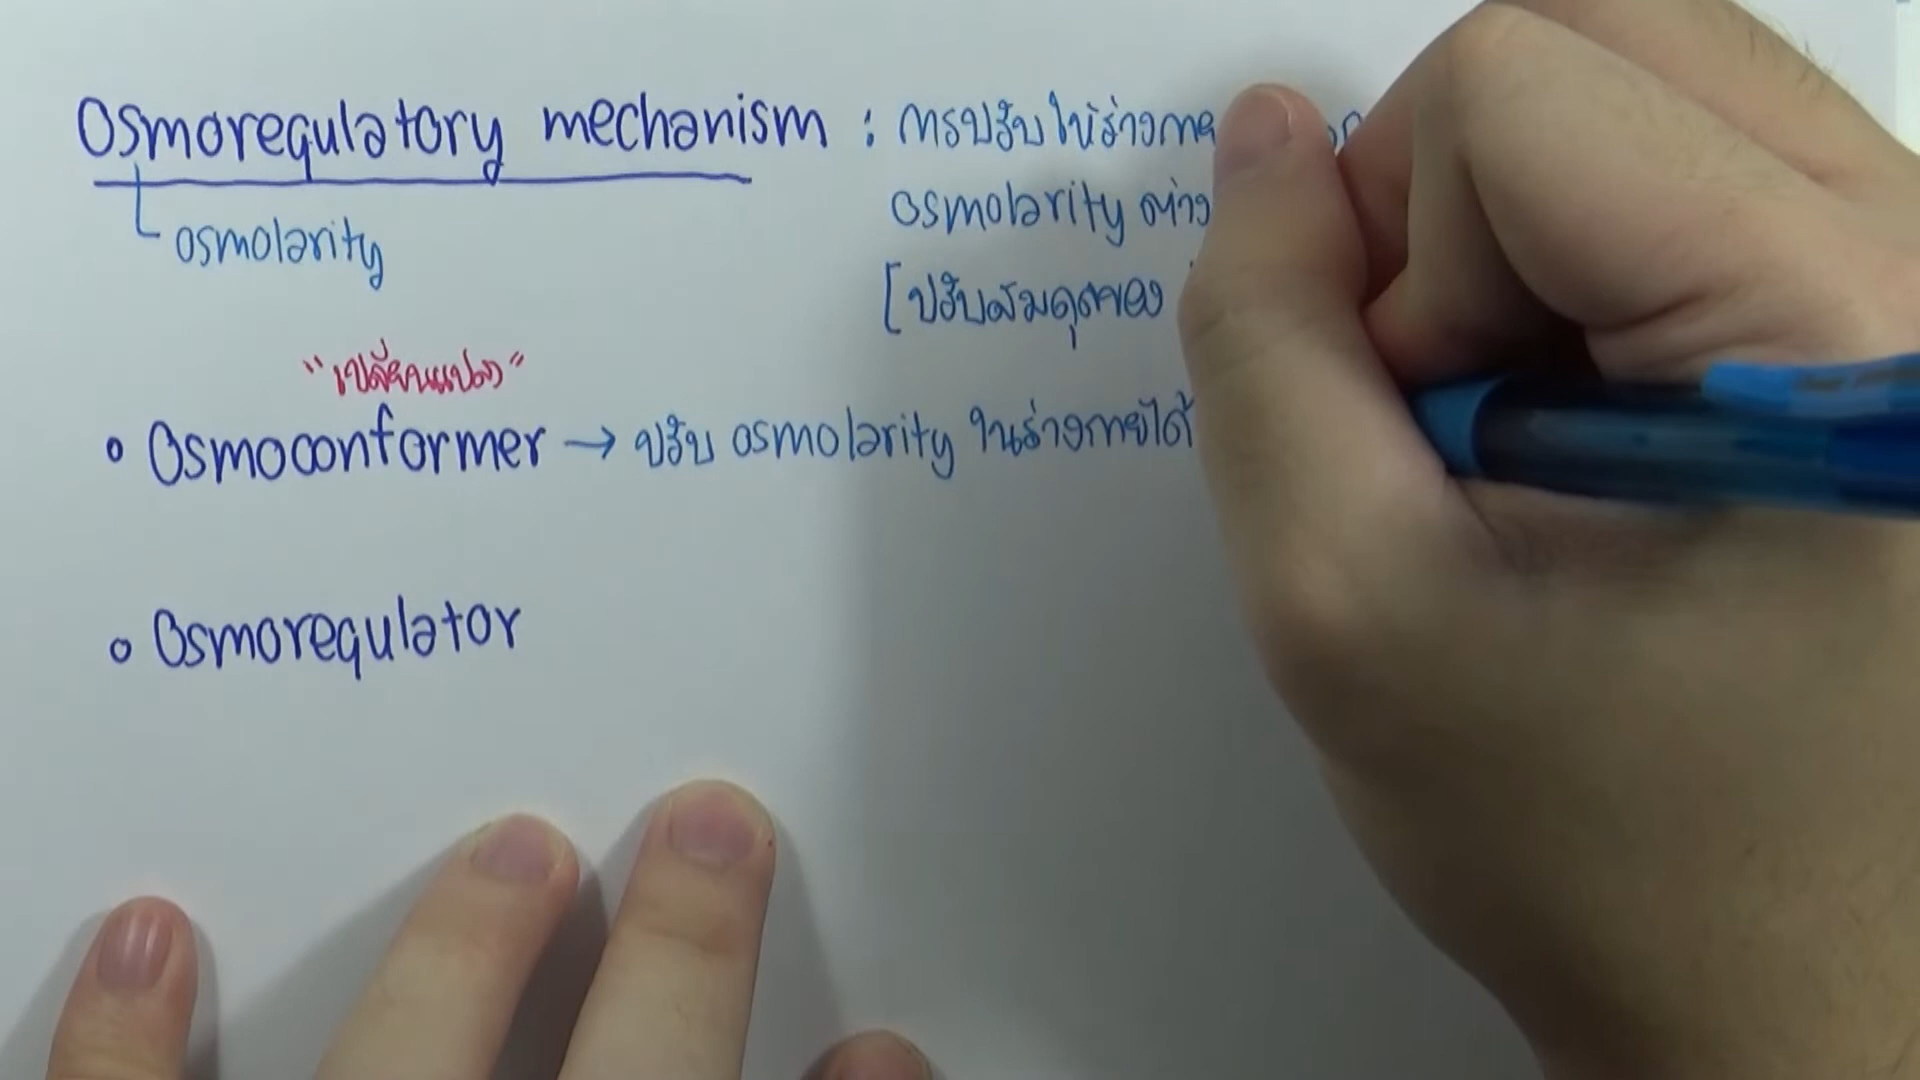 Osmoregulatory mechanism : การปรับให้ร่างกาย
osmolarity
osmolarity ต่าง
[ปรับสมดุลของ
"เปลี่ยนแปลง"
• Osmoconformer → ปรับ osmolarity ในร่างกายได้
• Osmoregulator